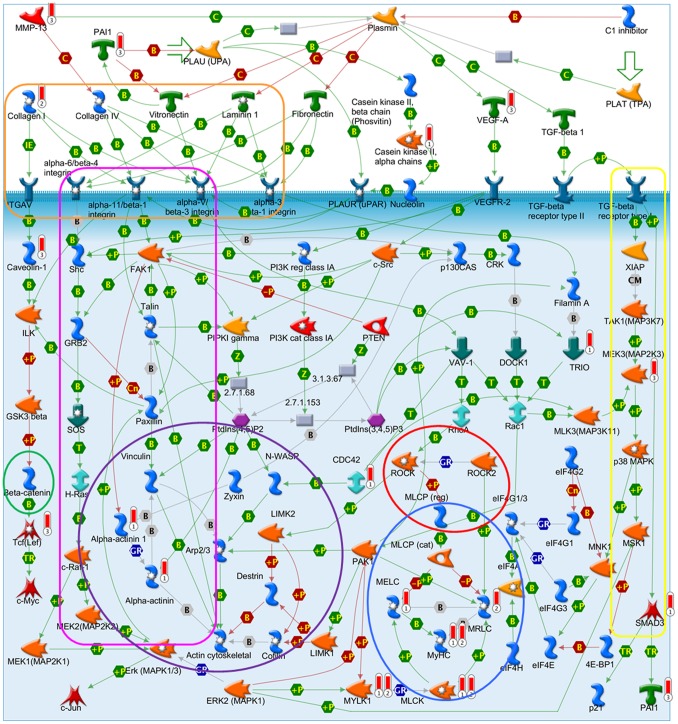 MMP-13
PAI1
PLAU (UPA)
Plasmin
C1 inhibitor
PLAT (TPA)
Collagen I
Collagen IV
Vitronectin
Laminin 1
Fibronectin
Casein kinase II,
beta chain
(Phosvitin)
Casein kinase II,
alpha chains
VEGF-A
TGF-beta 1
ITGAV
alpha-6/beta-4
integrin
alpha-11/beta-1
integrin
alpha-V/
beta-3 integrin
alpha-3
beta-1 integrin
PLAUR (uPAR)
Nucleolin
VEGFR-2
TGF-beta
receptor type II
TGF-beta
receptor type I
Caveolin-1
Shc
FAK1
PI3K reg class IA
c-Src
p130CAS
CRK
XIAP
Filamin A
TAK1(MAP3K7)
ILK
GRB2
Talin
PIPKI gamma
PI3K cat class IA
PTEN
VAV-1
DOCK1
TRIO
MEK3(MAP2K3)
GSK3 beta
SOS
Paxillin
2.7.1.68
2.7.1.153
3.1.3.67
PtdIns(4,5)P2
PtdIns(3,4,5)P3
RhoA
Rac1
MLK3(MAP3K11)
p38 MAPK
Beta-catenin
H-Ras
Vinculin
Zyxin
N-WASP
CDC42
ROCK
ROCK2
eIF4G2
eIF4G1/3
MLCP (reg)
Tcf(Lef)
Alpha-actinin 1
Arp2/3
LIMK2
MLCP (cat)
PAK1
eIF4A
eIF4G1
MNK1
MSK1
c-Myc
c-Raf-1
Alpha-actinin
Destrin
MELC
MRLC
MyHC
eIF4G3
SMAD3
MEK2(MAP2K2)
MEK1(MAP2K1)
Erk (MAPK1/3)
Actin cytoskeletal
Cofilin
LIMK1
eIF4H
eIF4E
4E-BP1
c-Jun
ERK2 (MAPK1)
MYLK1
MLCK
p21
PAI1